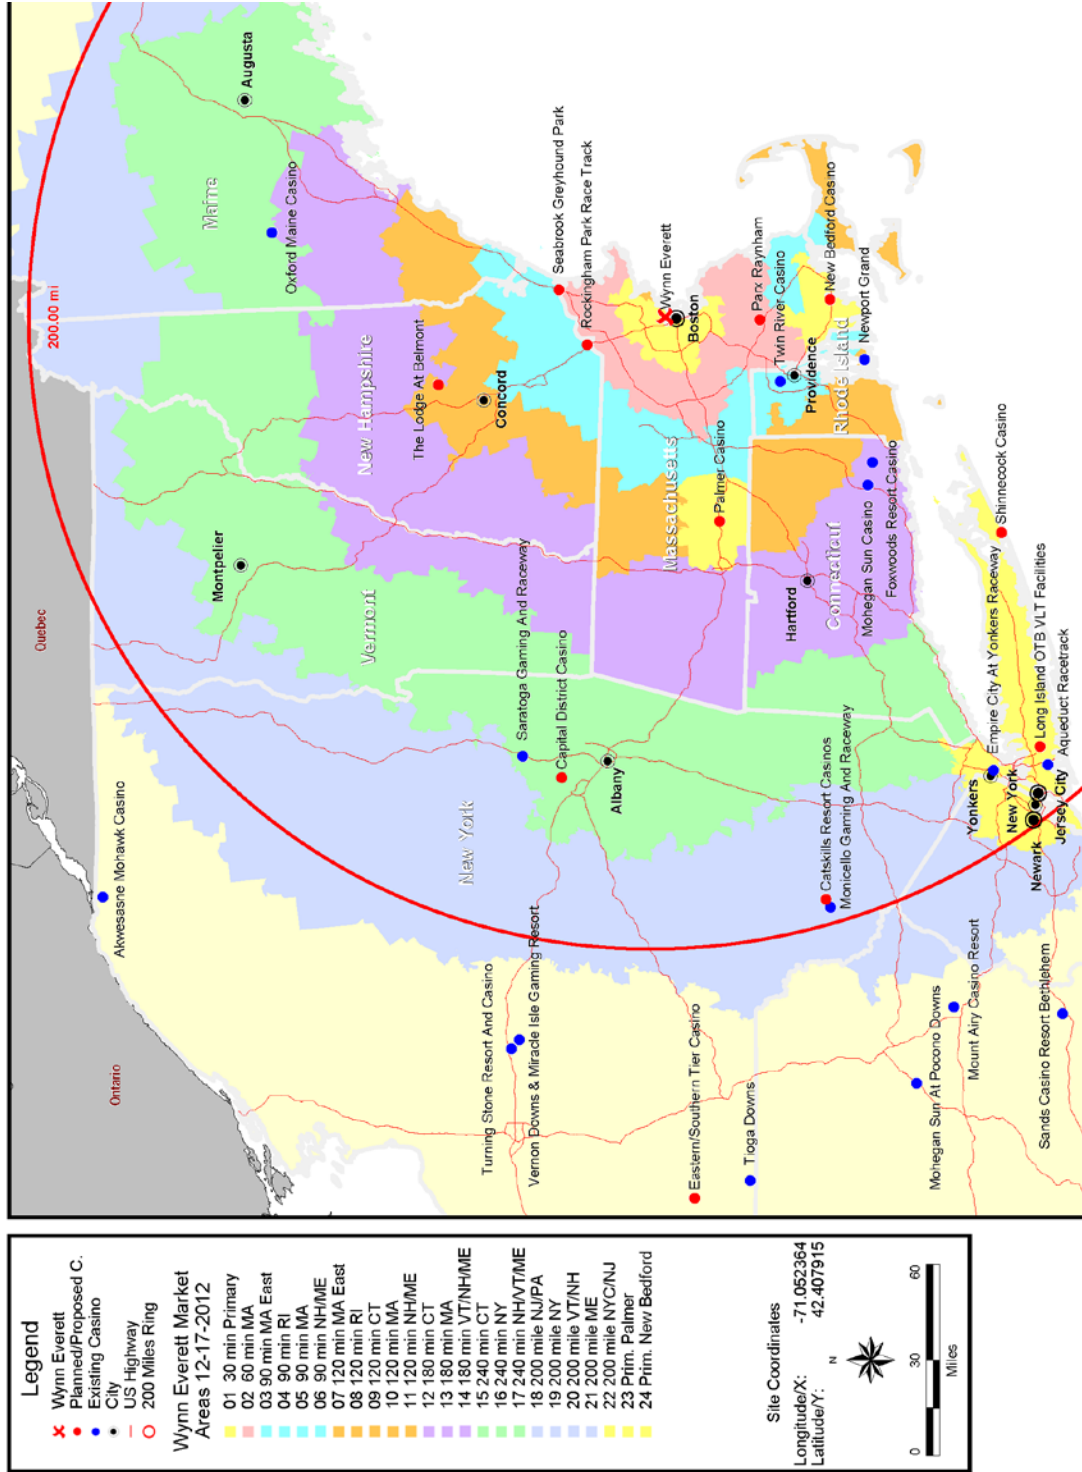 Legend
Wynn Everett
Planned/Proposed C.
Existing Casino
City
US Highway
200 Miles Ring
Wynn Everett Market
Areas 12-17-2012
01 30 min Primary
02 60 min MA
03 90 min MA East
04 90 min RI
05 90 min MA
06 90 min NH/ME
07 120 min MA East
08 120 min RI
09 120 min CT
10 120 min MA
11 120 min NH/ME
12 180 min CT
13 180 min MA
14 180 min VT/NH/ME
15 240 min CT
16 240 min NY
17 240 min NH/VT/ME
18 200 mile NJ/PA
19 200 mile NY
20 200 mile VT/NH
21 200 mile ME
22 200 mile NYC/NJ
23 Prim. Palmer
24 Prim. New Bedford
Site Coordinates
Longitude/X: -71.052364
Latitude/Y: 42.407915
N
0 30 60
Miles
Ontario
Quebec
200.00 mi
Akwesasne Mohawk Casino
Montpelier
Augusta
Maine
Oxford Maine Casino
Vermont
New Hampshire
The Lodge At Belmont
Concord
New York
Turning Stone Resort And Casino
Vernon Downs & Miracle Isle Gaming Resort
Saratoga Gaming And Raceway
Capital District Casino
Albany
Seabrook Greyhound Park
Rockingham Park Race Track
Wynn Everett
Boston
Massachusetts
Palmer Casino
Eastern/Southern Tier Casino
Tioga Downs
Parx Raynham
Twin River Casino
Providence
New Bedford Casino
Rhode Island
Newport Grand
Hartford
Connecticut
Mohegan Sun Casino
Foxwoods Resort Casino
Catskills Resort Casinos
Monicello Gaming And Raceway
Mohegan Sun At Pocono Downs
Mount Airy Casino Resort
Sands Casino Resort Bethlehem
Yonkers
Empire City At Yonkers Raceway
Shinnecock Casino
New York
Long Island OTB VLT Facilities
Newark
Jersey City
Aqueduct Racetrack